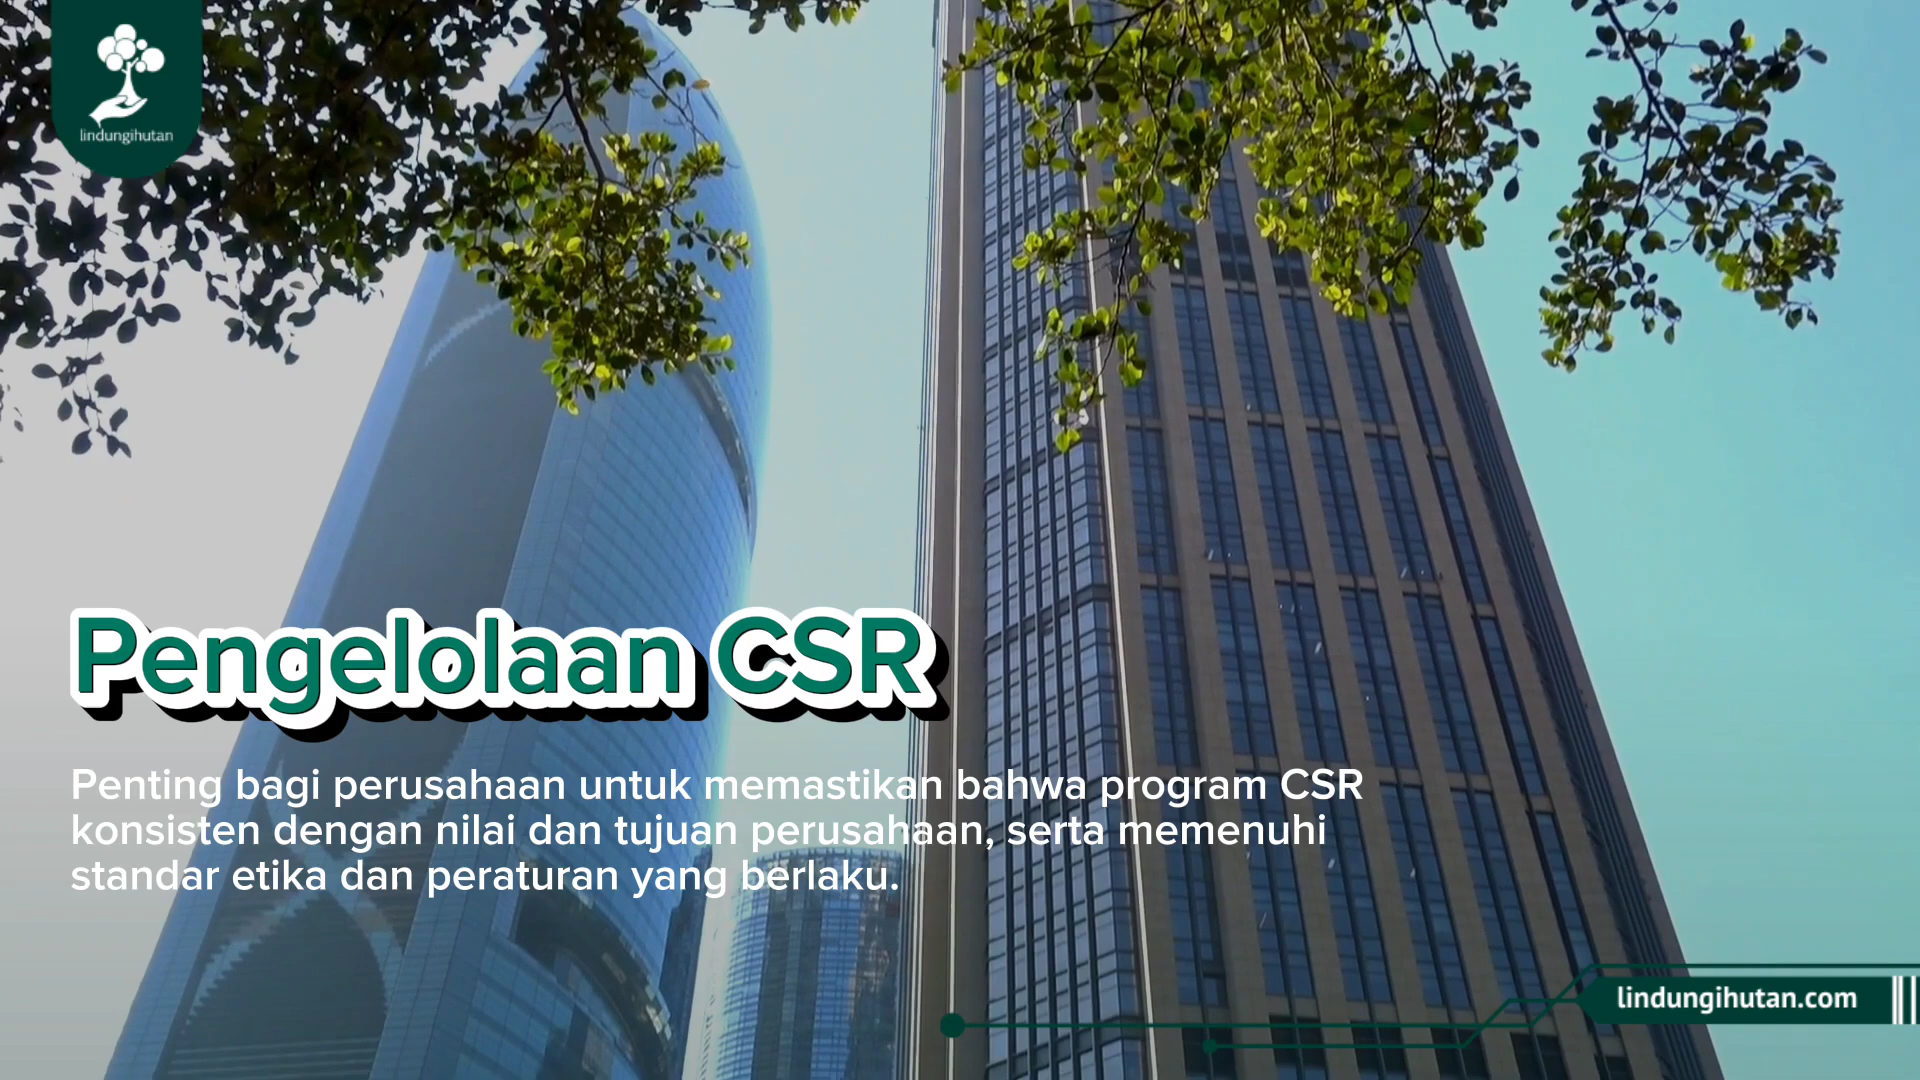 lindungihutan
Pengelolaan CSR
Penting bagi perusahaan untuk memastikan bahwa program CSR
konsisten dengan nilai dan tujuan perusahaan, serta memenuhi
standar etika dan peraturan yang berlaku.
lindungihutan.com